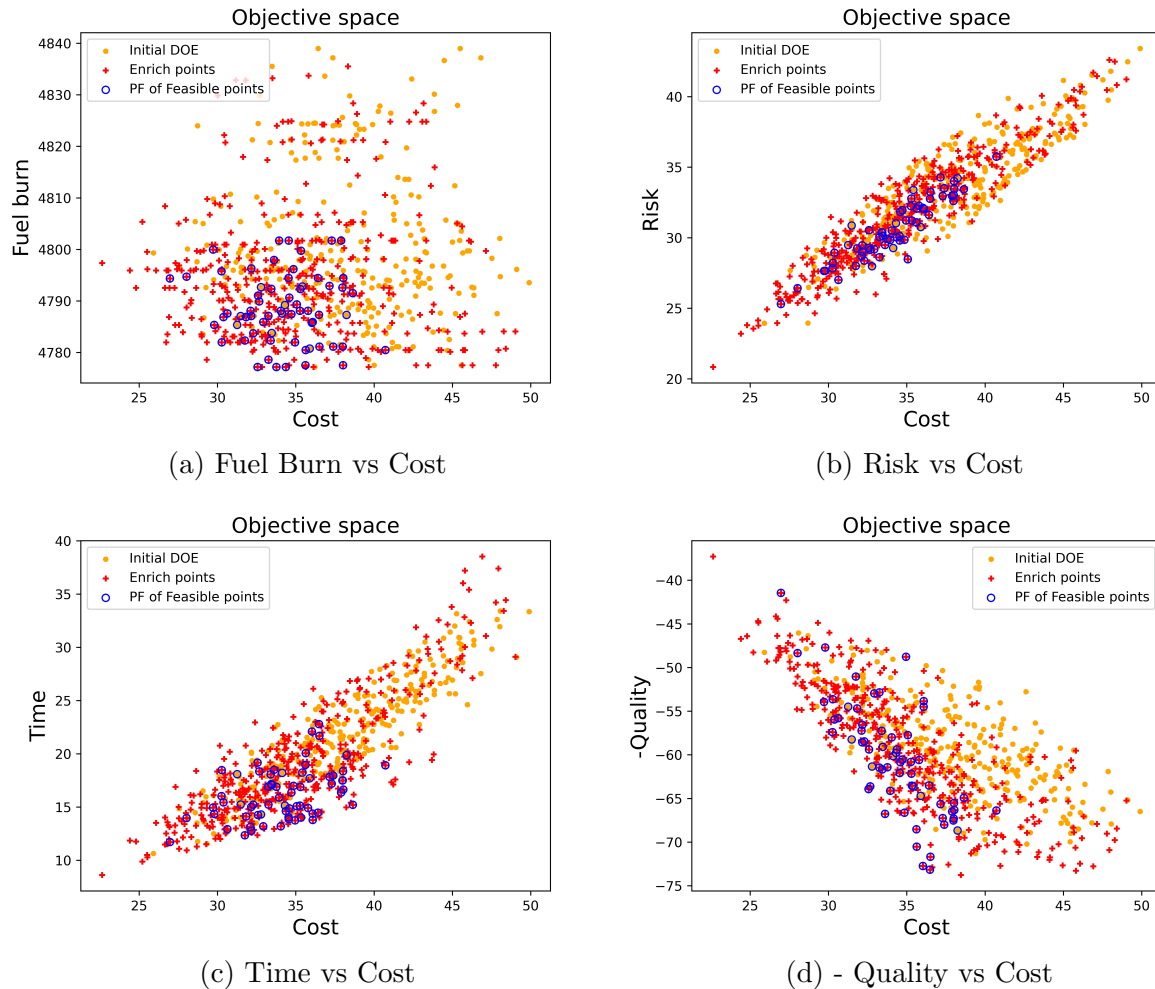 Objective space
Initial DOE
Enrich points
PF of Feasible points
4840
4830
4820
4810
4800
4790
4780
Fuel burn
25 30 35 40 45 50
Cost
(a) Fuel Burn vs Cost
Objective space
Initial DOE
Enrich points
PF of Feasible points
40
35
30
25
20
Risk
25 30 35 40 45 50
Cost
(b) Risk vs Cost
Objective space
Initial DOE
Enrich points
PF of Feasible points
40
35
30
25
20
15
10
Time
25 30 35 40 45 50
Cost
(c) Time vs Cost
Objective space
Initial DOE
Enrich points
PF of Feasible points
−40
−45
−50
−55
−60
−65
−70
−75
-Quality
25 30 35 40 45 50
Cost
(d) - Quality vs Cost